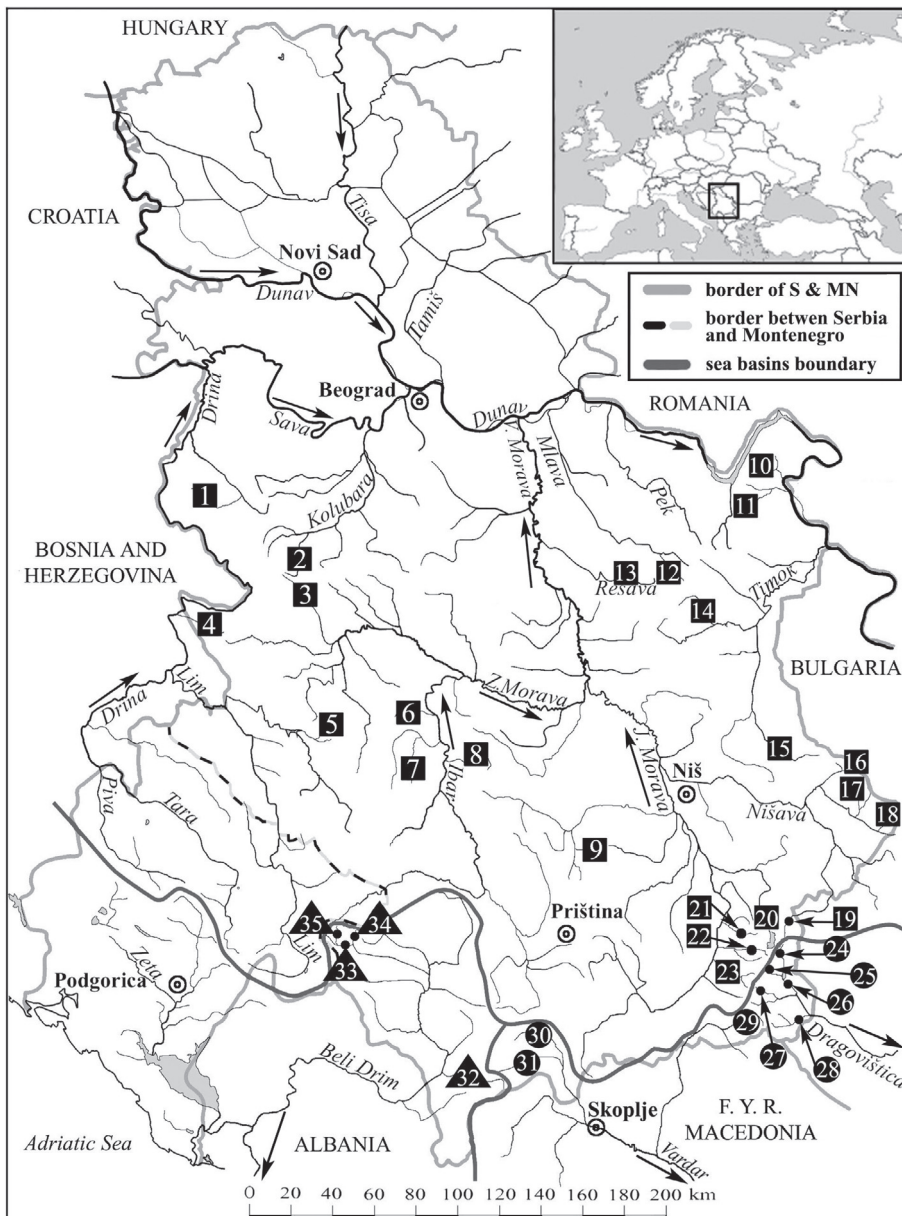 HUNGARY
CROATIA
Tisa
Novi Sad
Dunav
Tamiš
border of S & MN
border betwen Serbia
and Montenegro
sea basins boundary
Beograd
Drina
Sava
Dunav
ROMANIA
V. Morava
Mlava
Pek
10
11
1
Kolubara
BOSNIA AND
HERZEGOVINA
2
3
13
12
Resava
Timok
14
4
BULGARIA
Drina
Lim
Z.Morava
5
6
7
8
Ibar
J. Morava
Niš
15
16
17
18
Nišava
Piva
Tara
9
Priština
21
20
19
22
24
23
25
26
35
34
33
Lim
Zeta
Podgorica
29
27
28
Dragovištica
30
31
32
Beli Drim
Skoplje
F. Y. R.
MACEDONIA
Adriatic Sea
ALBANIA
Vardar
0 20 40 60 80 100 120 140 160 180 200 km